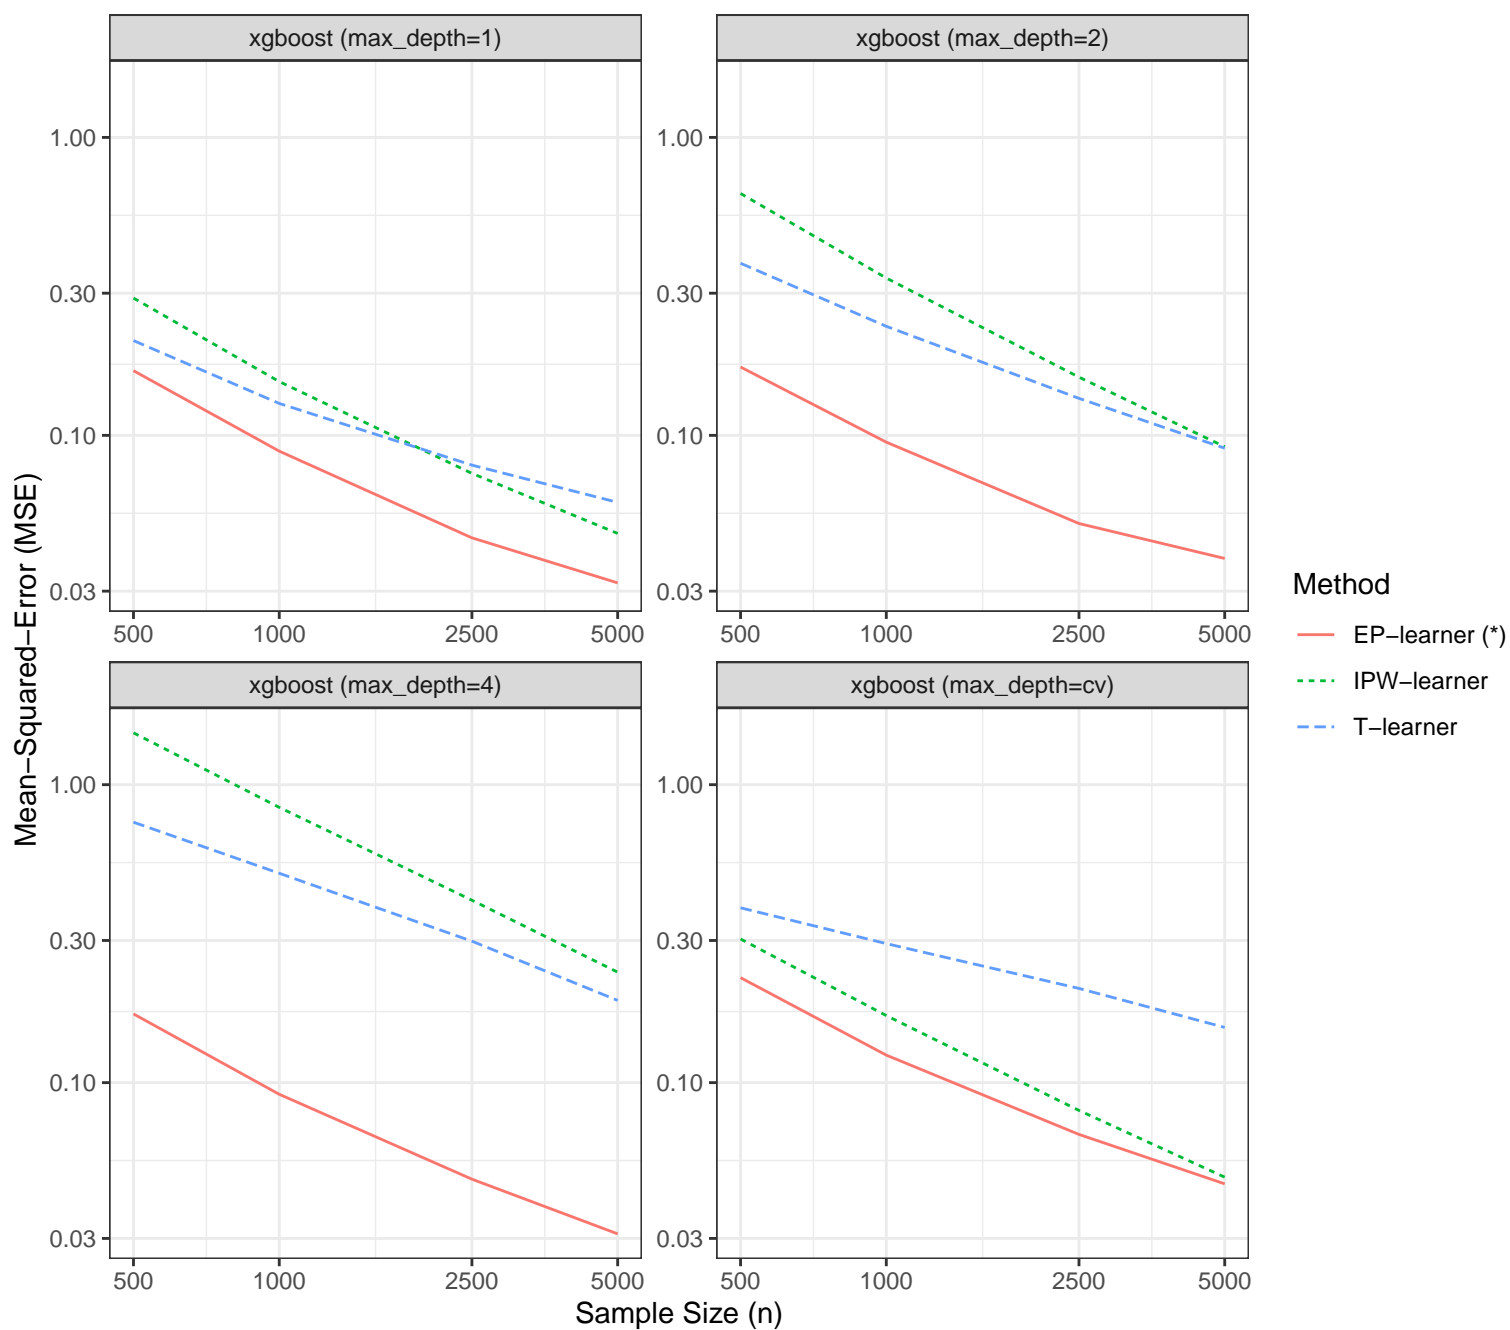 xgboost (max_depth=1)
xgboost (max_depth=2)
1.00
0.30
0.10
0.03
1.00
0.30
0.10
0.03
500 1000 2500 5000
500 1000 2500 5000
xgboost (max_depth=4)
xgboost (max_depth=cv)
1.00
0.30
0.10
0.03
1.00
0.30
0.10
0.03
500 1000 2500 5000
500 1000 2500 5000
Sample Size (n)
Mean−Squared−Error (MSE)
Method
EP−learner (*)
IPW−learner
T−learner